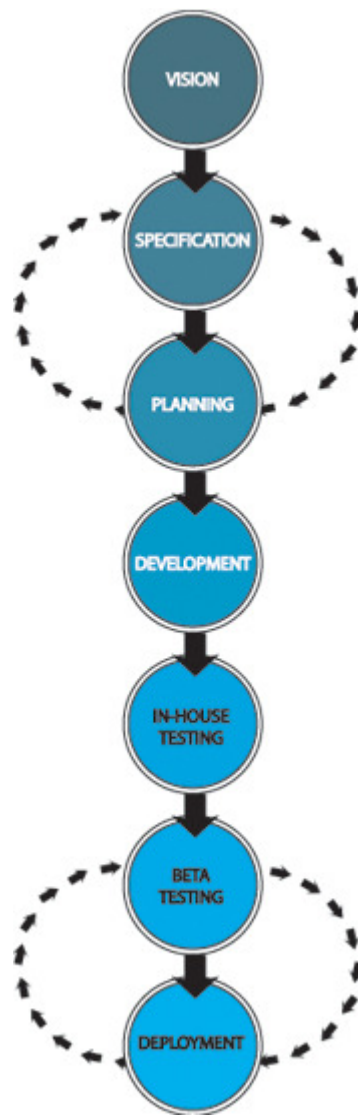 VISION
SPECIFICATION
PLANNING
DEVELOPMENT
IN-HOUSE
TESTING
BETA
TESTING
DEPLOYMENT